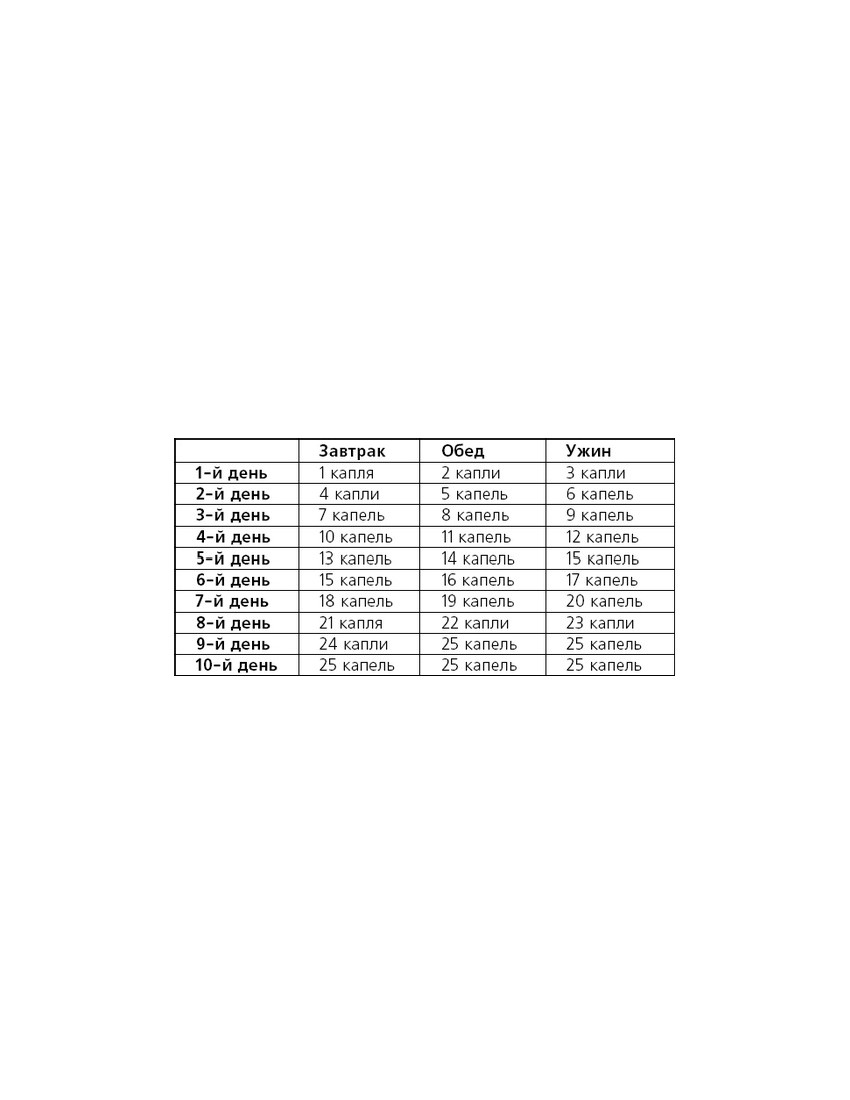 Завтрак Обед Ужин
1-й день 1 капля 2 капли 3 капли
2-й день 4 капли 5 капель 6 капель
3-й день 7 капель 8 капель 9 капель
4-й день 10 капель 11 капель 12 капель
5-й день 13 капель 14 капель 15 капель
6-й день 15 капель 16 капель 17 капель
7-й день 18 капель 19 капель 20 капель
8-й день 21 капля 22 капли 23 капли
9-й день 24 капли 25 капель 25 капель
10-й день 25 капель 25 капель 25 капель